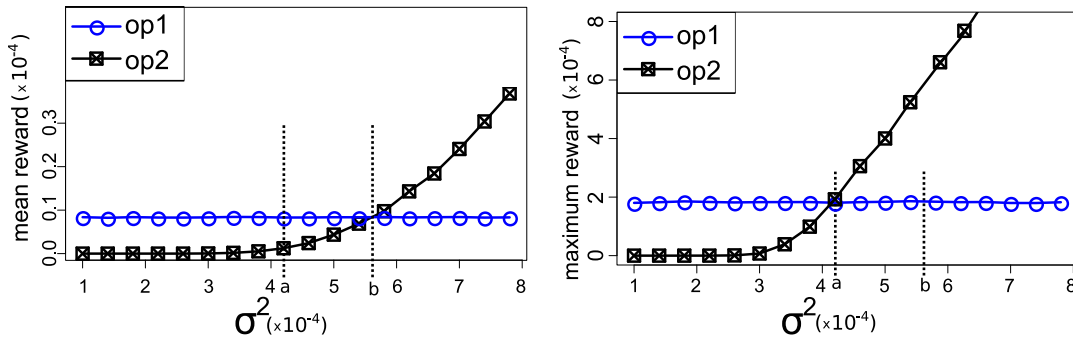 op1
op2
mean reward (×10⁻⁴)
0.0 0.1 0.2 0.3
1 2 3 4 a 5 b 6 7 8
σ² (×10⁻⁴)
op1
op2
maximum reward (×10⁻⁴)
0 2 4 6 8
1 2 3 4 a 5 b 6 7 8
σ² (×10⁻⁴)